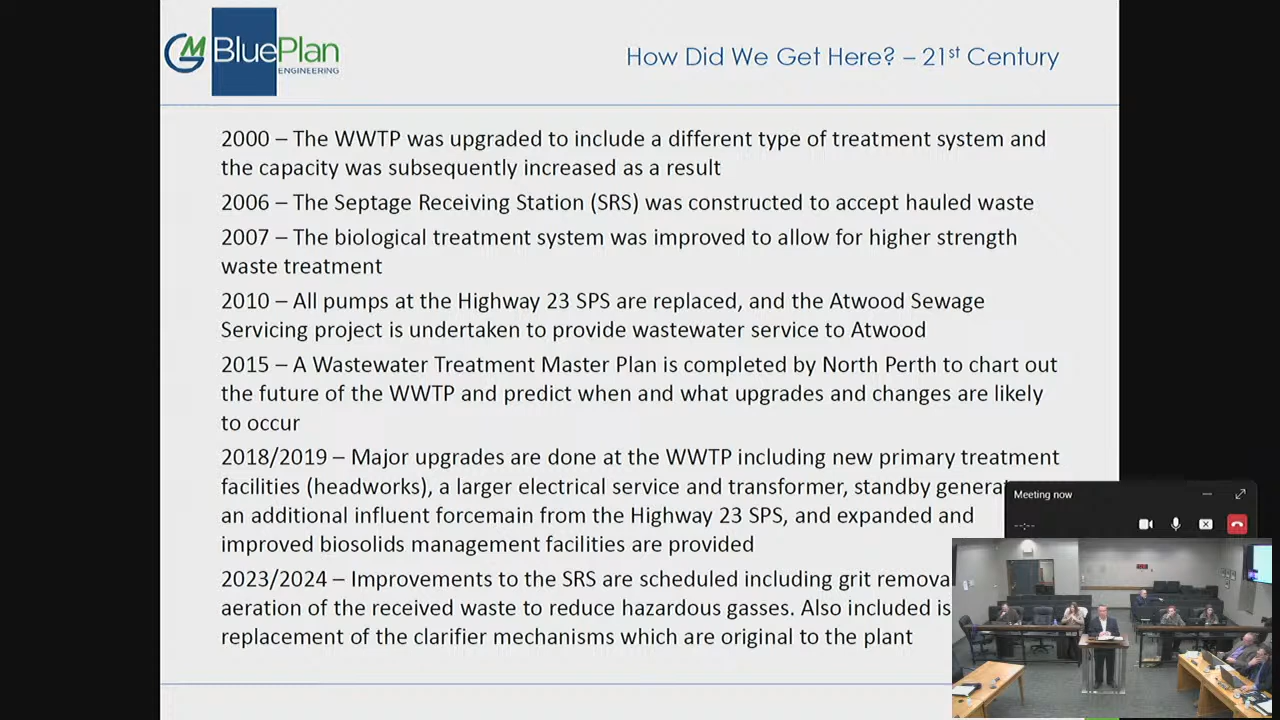 GM BluePlan
ENGINEERING
How Did We Get Here? – 21st Century
2000 – The WWTP was upgraded to include a different type of treatment system and
the capacity was subsequently increased as a result
2006 – The Septage Receiving Station (SRS) was constructed to accept hauled waste
2007 – The biological treatment system was improved to allow for higher strength
waste treatment
2010 – All pumps at the Highway 23 SPS are replaced, and the Atwood Sewage
Servicing project is undertaken to provide wastewater service to Atwood
2015 – A Wastewater Treatment Master Plan is completed by North Perth to chart out
the future of the WWTP and predict when and what upgrades and changes are likely
to occur
2018/2019 – Major upgrades are done at the WWTP including new primary treatment
facilities (headworks), a larger electrical service and transformer, standby generat
an additional influent forcemain from the Highway 23 SPS, and expanded and
improved biosolids management facilities are provided
2023/2024 – Improvements to the SRS are scheduled including grit remova
aeration of the received waste to reduce hazardous gasses. Also included is
replacement of the clarifier mechanisms which are original to the plant
Meeting now
--:--